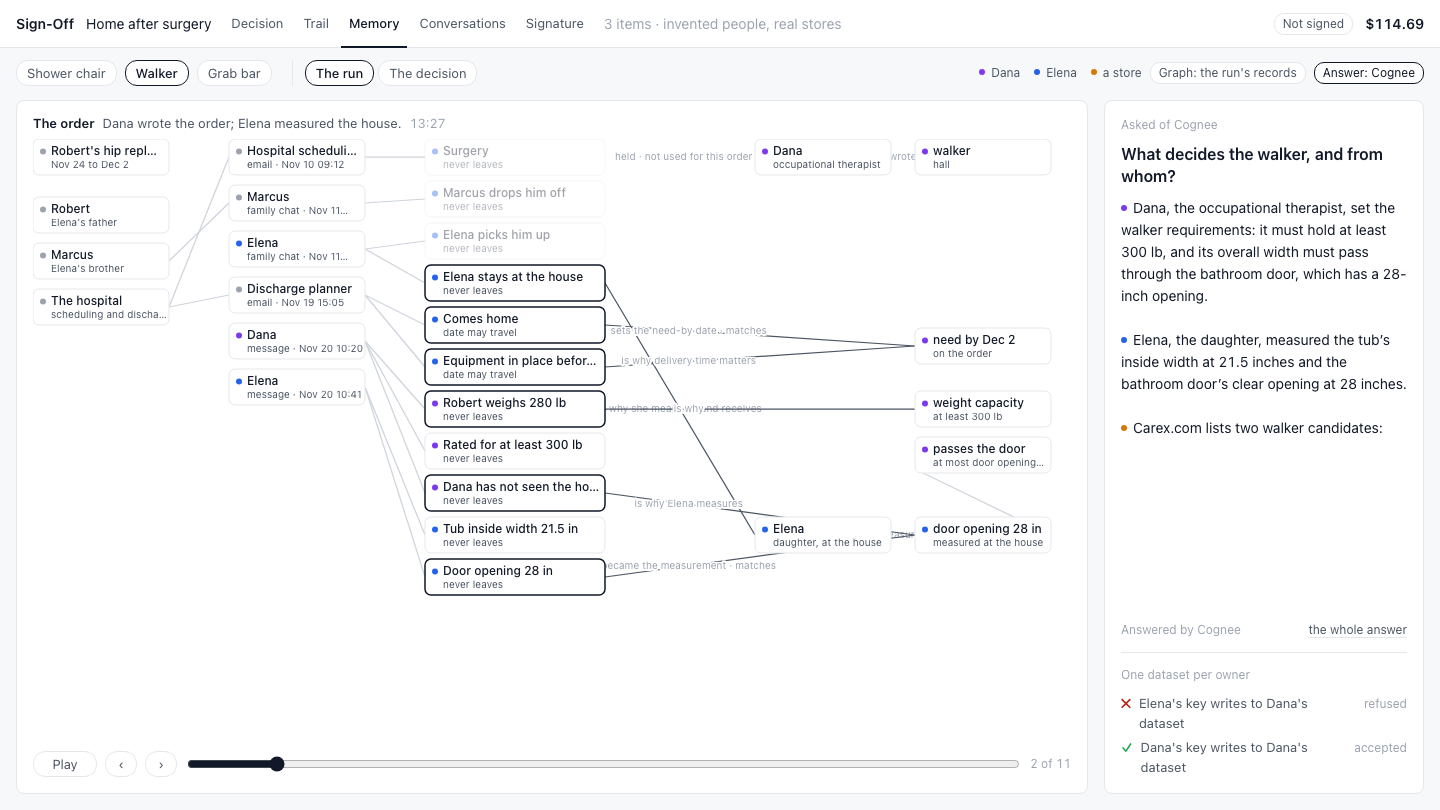 Sign-Off Home after surgery Decision Trail Memory Conversations Signature 3 items · invented people, real stores Not signed $114.69
Shower chair Walker Grab bar The run The decision Dana Elena a store Graph: the run's records Answer: Cognee
The order Dana wrote the order; Elena measured the house. 13:27
Robert's hip repl...
Nov 24 to Dec 2
Robert
Elena's father
Marcus
Elena's brother
The hospital
scheduling and discha...
Hospital scheduli...
email · Nov 10 09:12
Marcus
family chat · Nov 11...
Elena
family chat · Nov 11...
Discharge planner
email · Nov 19 15:05
Dana
message · Nov 20 10:20
Elena
message · Nov 20 10:41
Surgery
never leaves
Marcus drops him off
never leaves
Elena picks him up
never leaves
Elena stays at the house
never leaves
Comes home
date may travel
Equipment in place befor...
date may travel
Robert weighs 280 lb
never leaves
Rated for at least 300 lb
never leaves
Dana has not seen the ho...
never leaves
Tub inside width 21.5 in
never leaves
Door opening 28 in
never leaves
held · not used for this order
sets the need-by date
matches
is why delivery time matters
why she
is why
receives
is why Elena measures
became the measurement · matches
Dana
occupational therapist
wrote
Elena
daughter, at the house
walker
hall
need by Dec 2
on the order
weight capacity
at least 300 lb
passes the door
at most door opening...
door opening 28 in
measured at the house
Play ‹ › 2 of 11
Asked of Cognee
What decides the walker, and from
whom?
Dana, the occupational therapist, set the
walker requirements: it must hold at least
300 lb, and its overall width must pass
through the bathroom door, which has a 28-
inch opening.
Elena, the daughter, measured the tub’s
inside width at 21.5 inches and the
bathroom door’s clear opening at 28 inches.
Carex.com lists two walker candidates:
Answered by Cognee the whole answer
One dataset per owner
Elena's key writes to Dana's refused
dataset
Dana's key writes to Dana's accepted
dataset